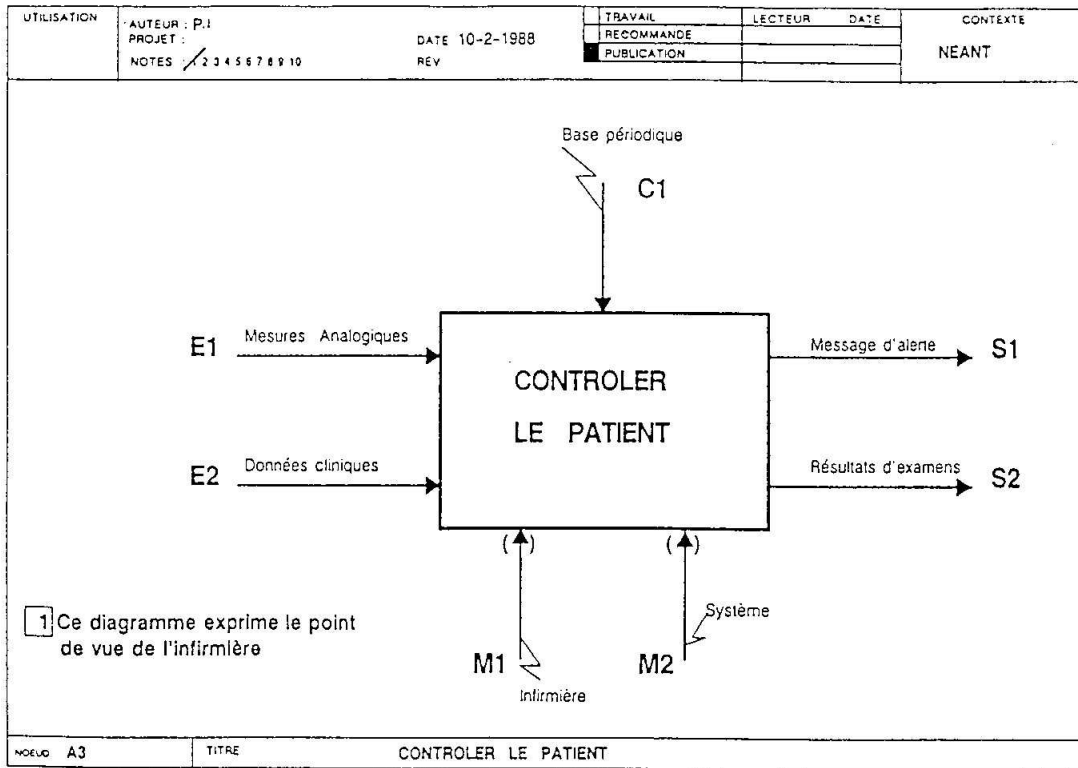 UTILISATION
AUTEUR : P.I
PROJET :
NOTES : 1 2 3 4 5 6 7 8 9 10
DATE 10-2-1988
REV
TRAVAIL
RECOMMANDE
PUBLICATION
LECTEUR DATE
CONTEXTE
NEANT
Base périodique
C1
E1
Mesures Analogiques
Message d'alerte
S1
CONTROLER
LE PATIENT
E2
Données cliniques
Résultats d'examens
S2
( )
( )
1 Ce diagramme exprime le point
de vue de l'infirmière
Système
M1
M2
Infirmière
NOEUD A3
TITRE
CONTROLER LE PATIENT